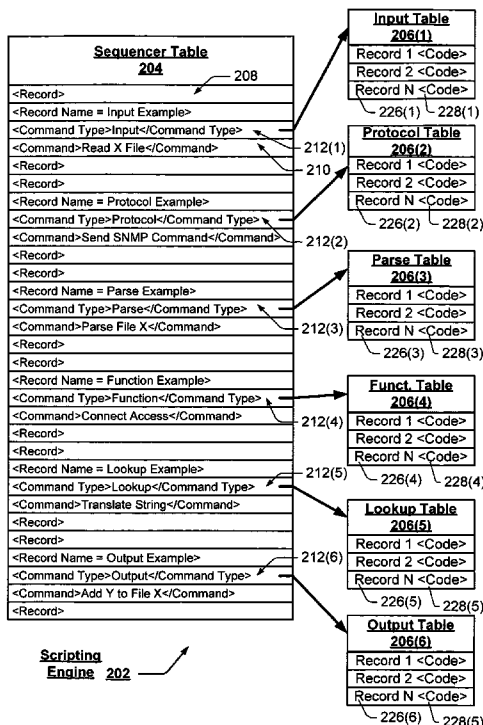 Sequencer Table
204
208
<Record>
<Record Name = Input Example>
<Command Type>Input</Command Type>
212(1)
<Command>Read X File</Command>
210
<Record>
<Record>
<Record Name = Protocol Example>
<Command Type>Protocol</Command Type>
<Command>Send SNMP Command</Command>
212(2)
<Record>
<Record>
<Record Name = Parse Example>
<Command Type>Parse</Command Type>
<Command>Parse File X</Command>
212(3)
<Record>
<Record>
<Record Name = Function Example>
<Command Type>Function</Command Type>
<Command>Connect Access</Command>
212(4)
<Record>
<Record>
<Record Name = Lookup Example>
212(5)
<Command Type>Lookup</Command Type>
<Command>Translate String</Command>
<Record>
<Record>
<Record Name = Output Example>
212(6)
<Command Type>Output</Command Type>
<Command>Add Y to File X</Command>
<Record>
Scripting
Engine 202
Input Table
206(1)
Record 1 <Code>
Record 2 <Code>
Record N <Code>
226(1) 228(1)
Protocol Table
206(2)
Record 1 <Code>
Record 2 <Code>
Record N <Code>
226(2) 228(2)
Parse Table
206(3)
Record 1 <Code>
Record 2 <Code>
Record N <Code>
226(3) 228(3)
Funct. Table
206(4)
Record 1 <Code>
Record 2 <Code>
Record N <Code>
226(4) 228(4)
Lookup Table
206(5)
Record 1 <Code>
Record 2 <Code>
Record N <Code>
226(5) 228(5)
Output Table
206(6)
Record 1 <Code>
Record 2 <Code>
Record N <Code>
226(6) 228(5)